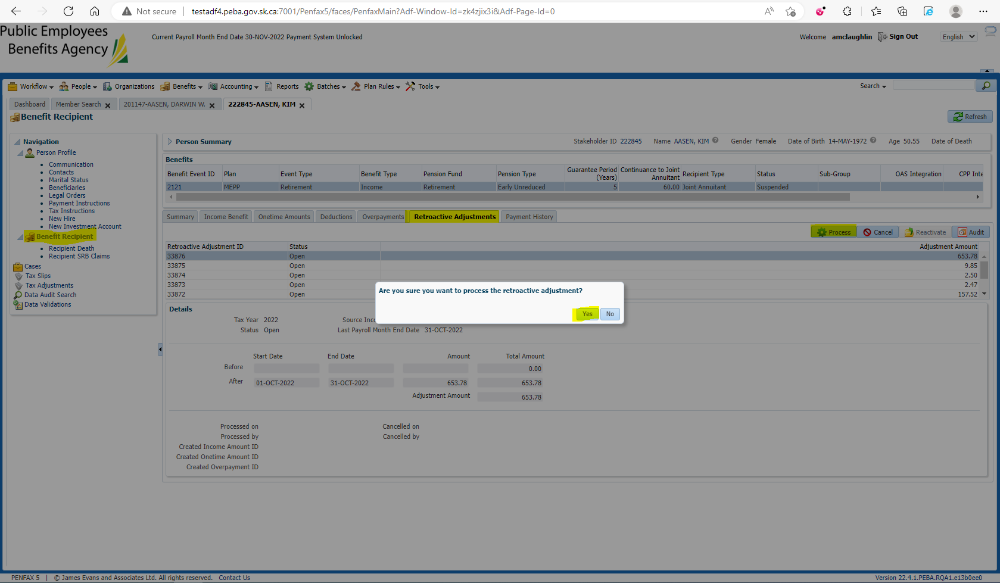 Not secure testadf4.peba.gov.sk.ca:7001/Penfax5/faces/PenfaxMain?Adf-Window-Id=zk4zjix3i&Adf-Page-Id=0
Public Employees
Benefits Agency
Current Payroll Month End Date 30-NOV-2022 Payment System Unlocked
Welcome amclaughlin Sign Out English
Workflow People Organizations Benefits Accounting Reports Batches Plan Rules Tools Search
Dashboard Member Search 201147-AASEN, DARWIN W. 222845-AASEN, KIM
Benefit Recipient Refresh
Navigation
Person Profile
Communication
Contacts
Marital Status
Beneficiaries
Legal Orders
Payment Instructions
Tax Instructions
New Hire
New Investment Account
Benefit Recipient
Recipient Death
Recipient SRB Claims
Cases
Tax Slips
Tax Adjustments
Data Audit Search
Data Validations
Person Summary Stakeholder ID 222845 Name AASEN, KIM Gender Female Date of Birth 14-MAY-1972 Age 50.55 Date of Death
Benefits
Benefit Event ID Plan Event Type Benefit Type Pension Fund Pension Type Guarantee Period (Years) Continuance to Joint Annuitant Recipient Type Status Sub-Group OAS Integration CPP Inte
2121 MEPP Retirement Income Retirement Early Unreduced 5 60.00 Joint Annuitant Suspended
Summary Income Benefit Onetime Amounts Deductions Overpayments Retroactive Adjustments Payment History
Process Cancel Reactivate Audit
Retroactive Adjustment ID Status Adjustment Amount
33876 Open 653.78
33875 Open 9.85
33874 Open 2.50
33873 Open 2.47
33872 Open 157.52
Are you sure you want to process the retroactive adjustment?
Yes No
Details
Tax Year 2022 Source Inco
Status Open Last Payroll Month End Date 31-OCT-2022
Start Date End Date Amount Total Amount
Before 0.00
After 01-OCT-2022 31-OCT-2022 653.78 653.78
Adjustment Amount 653.78
Processed on Cancelled on
Processed by Cancelled by
Created Income Amount ID
Created Onetime Amount ID
Created Overpayment ID
PENFAX 5 | © James Evans and Associates Ltd. All rights reserved. Contact Us Version 22.4.1.PEBA.RQA1.e13b0ee0